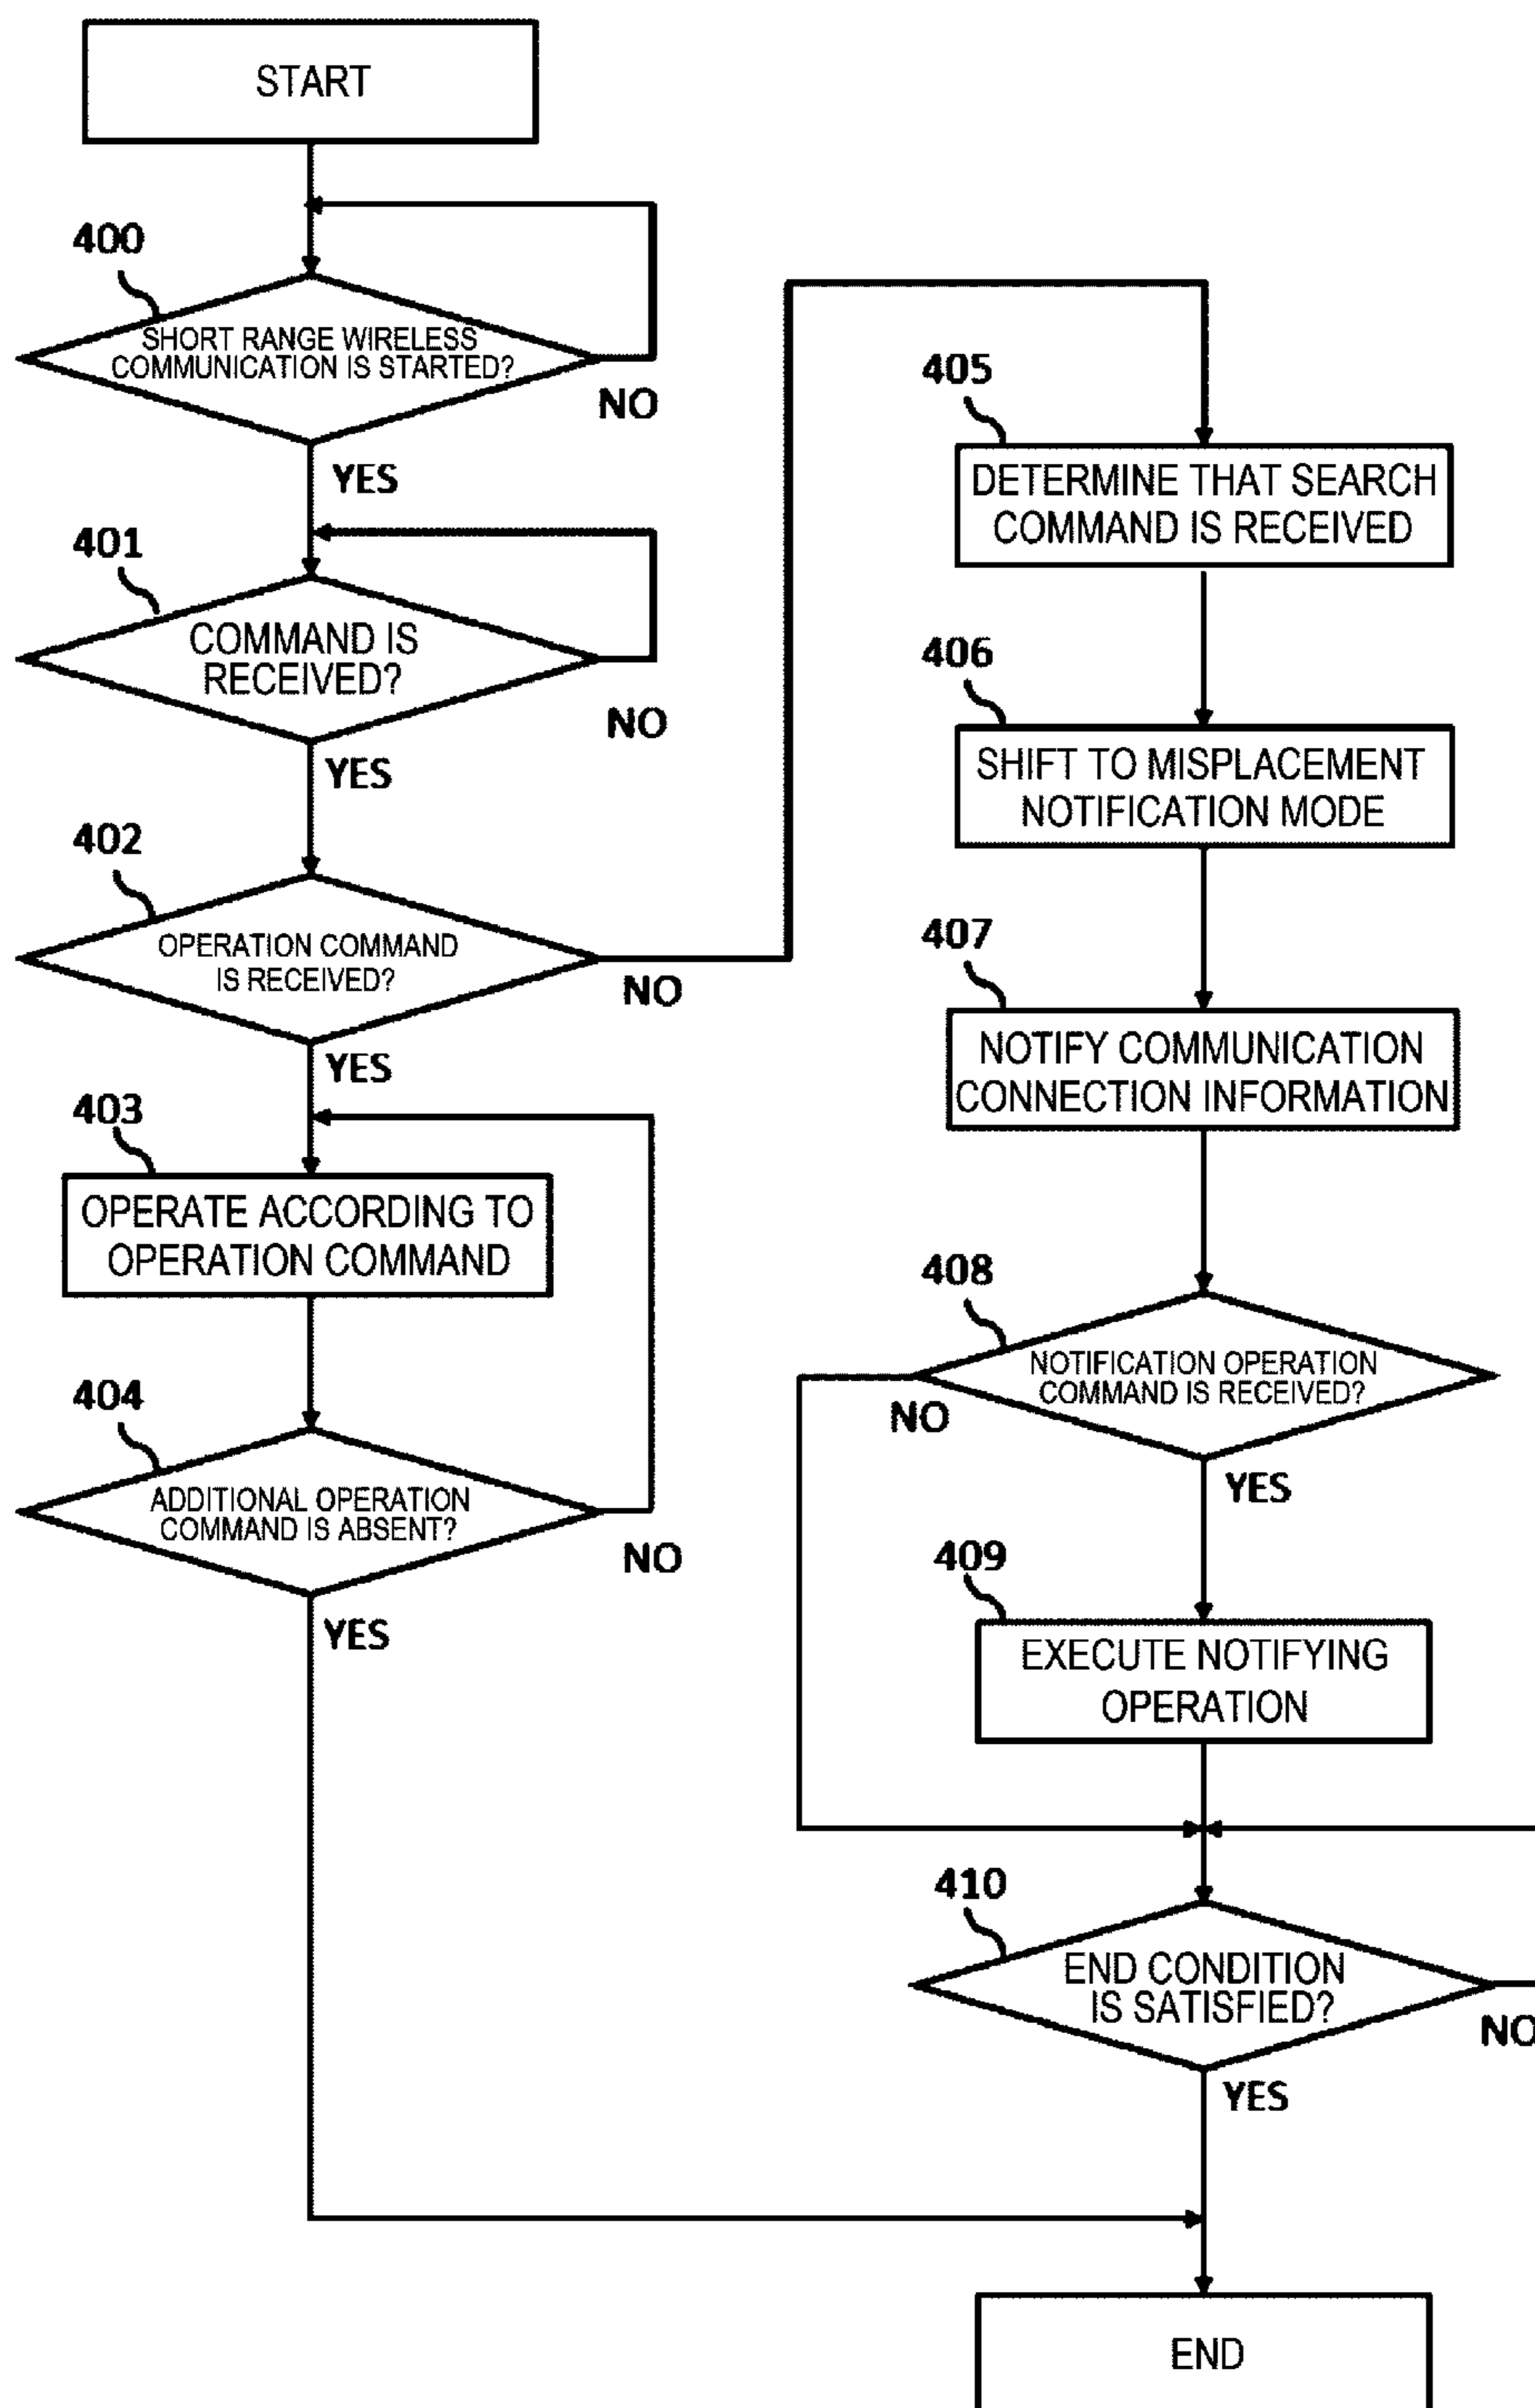 START
400
SHORT RANGE WIRELESS
COMMUNICATION IS STARTED?
NO
YES
401
COMMAND IS
RECEIVED?
NO
YES
402
OPERATION COMMAND
IS RECEIVED?
NO
YES
403
OPERATE ACCORDING TO
OPERATION COMMAND
404
ADDITIONAL OPERATION
COMMAND IS ABSENT?
NO
YES
405
DETERMINE THAT SEARCH
COMMAND IS RECEIVED
406
SHIFT TO MISPLACEMENT
NOTIFICATION MODE
407
NOTIFY COMMUNICATION
CONNECTION INFORMATION
408
NOTIFICATION OPERATION
COMMAND IS RECEIVED?
NO
YES
409
EXECUTE NOTIFYING
OPERATION
410
END CONDITION
IS SATISFIED?
NO
YES
END